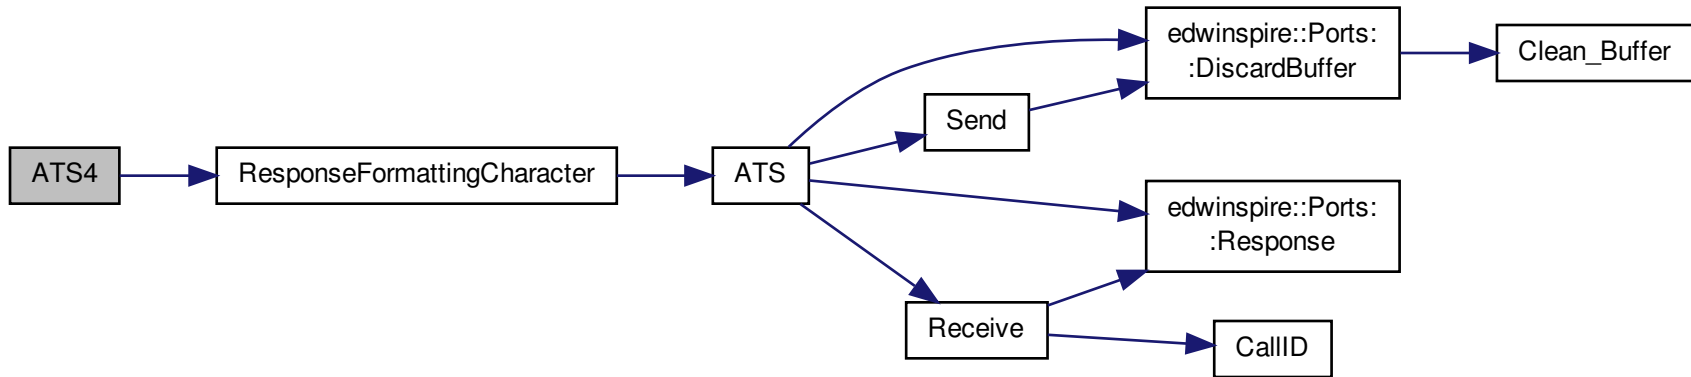 ATS4
ResponseFormattingCharacter
ATS
Send
Receive
edwinspire::Ports:
:DiscardBuffer
edwinspire::Ports:
:Response
CallID
Clean_Buffer